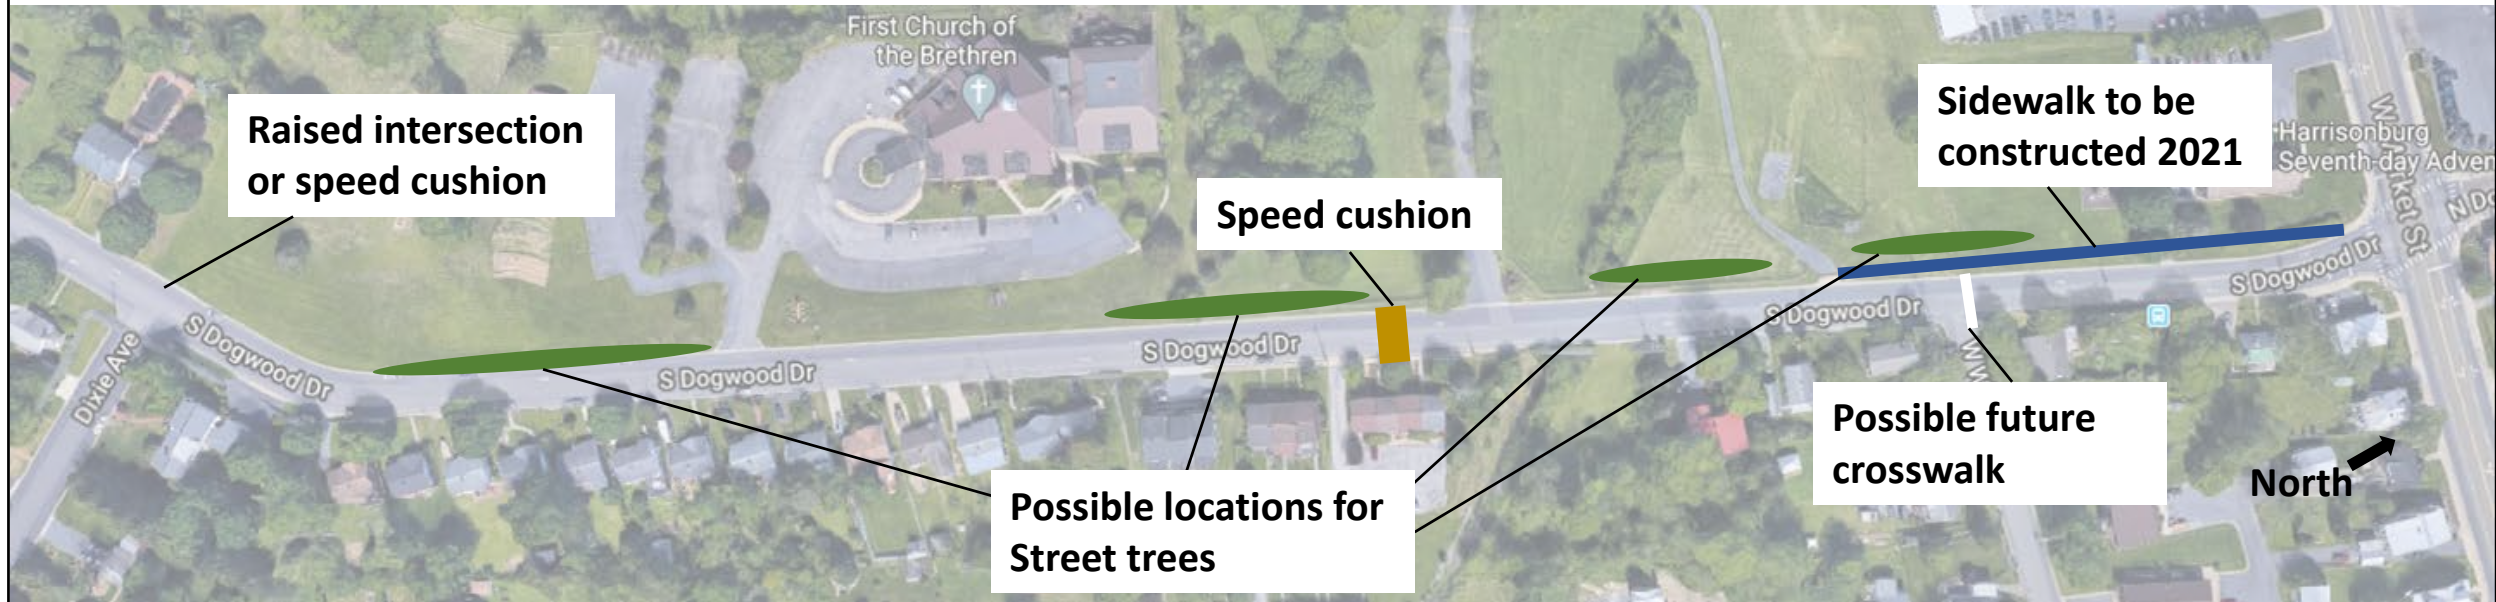 First Church of
the Brethren
Raised intersection
or speed cushion
Sidewalk to be
constructed 2021
W Market St
Harrisonburg
Seventh-day Adven
N Do
Speed cushion
S Dogwood Dr
S Dogwood Dr
S Dogwood Dr
S Dogwood Dr
S Dogwood Dr
Dixie Ave
W W
Possible future
crosswalk
North
Possible locations for
Street trees